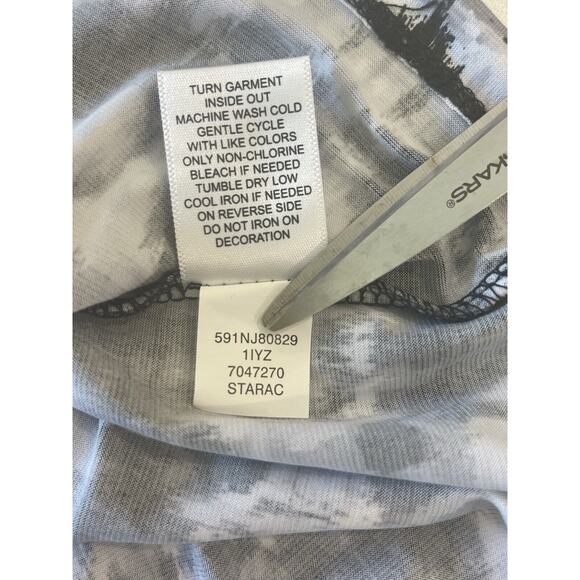 TURN GARMENT
INSIDE OUT
MACHINE WASH COLD
GENTLE CYCLE
WITH LIKE COLORS
ONLY NON-CHLORINE
BLEACH IF NEEDED
TUMBLE DRY LOW
COOL IRON IF NEEDED
ON REVERSE SIDE
DO NOT IRON ON
DECORATION
KARS®
591NJ80829
1IYZ
7047270
STARAC